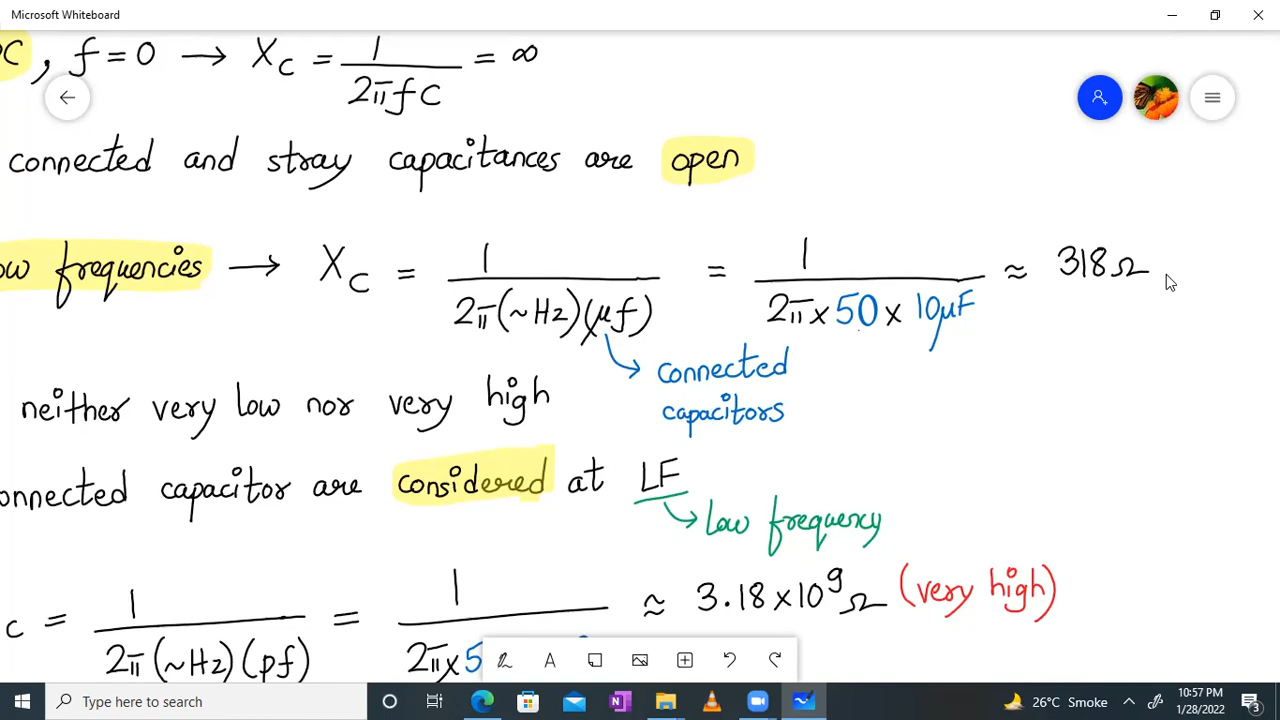 Microsoft Whiteboard
C, f = 0 → Xc = 1 / 2πfC = ∞
connected and stray capacitances are open
ow frequencies → Xc = 1 / 2π(~Hz)(μf) = 1 / 2π×50×10μF ≈ 318Ω
connected
capacitors
neither very low nor very high
onnected capacitor are considered at LF
low frequency
c = 1 / 2π(~Hz)(pf) = 1 / 2π×5 ≈ 3.18×10⁹Ω (very high)
Type here to search
26°C Smoke
10:57 PM
1/28/2022
3